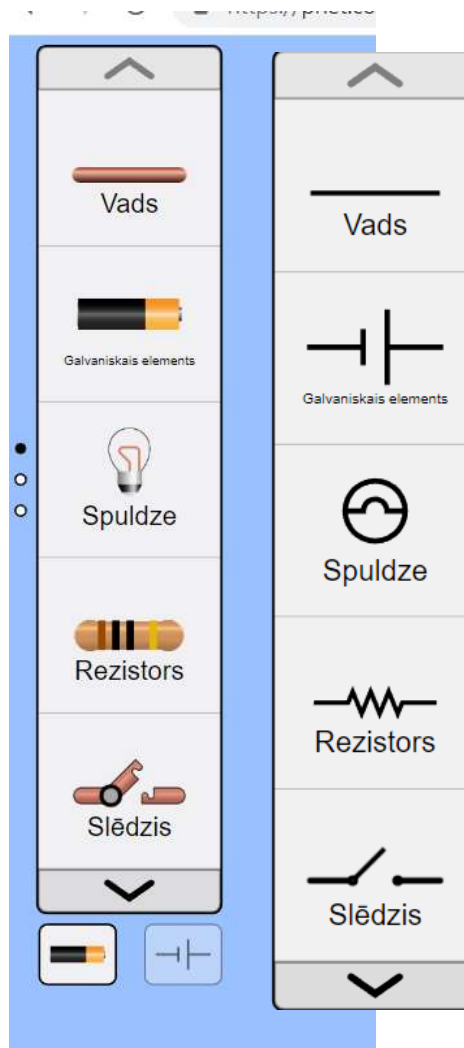 Vads
Galvaniskais elements
Spuldze
Rezistors
Slēdzis
Vads
Galvaniskais elements
Spuldze
Rezistors
Slēdzis